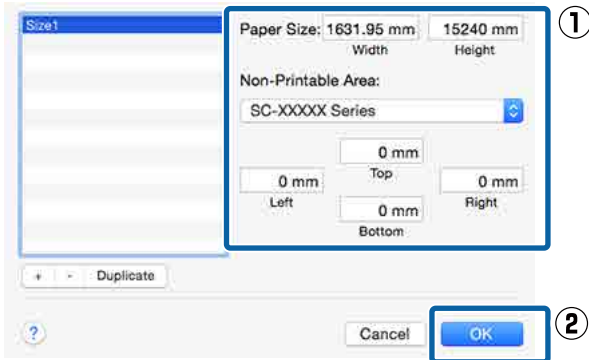 Size1
Paper Size: 1631.95 mm 15240 mm
Width Height
Non-Printable Area:
SC-XXXXX Series
0 mm
Top
0 mm 0 mm
Left Right
0 mm
Bottom
+ - Duplicate
? Cancel OK
1
2